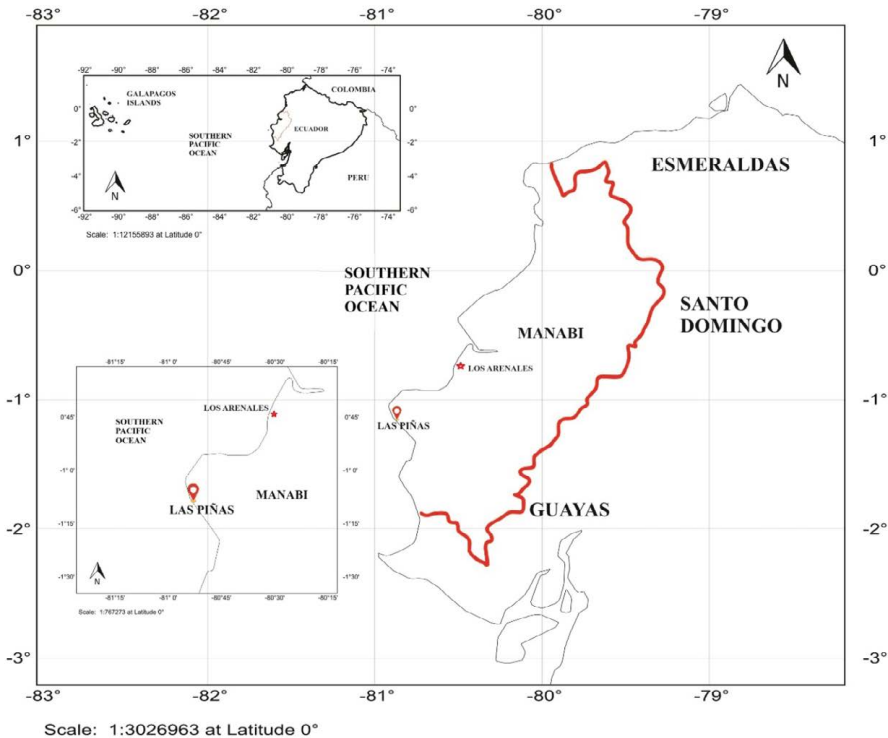 -83°
-82°
-81°
-80°
-79°
N
-92° -90° -88° -86° -84° -82° -80° -78° -76° -74°
COLOMBIA
GALAPAGOS
ISLANDS
0°
0°
ECUADOR
SOUTHERN
PACIFIC
OCEAN
-2°
-2°
-4°
-4°
PERU
N
-6°
-6°
-92° -90° -88° -86° -84° -82° -80° -78° -76° -74°
Scale: 1:12155893 at Latitude 0°
1°
1°
ESMERALDAS
0°
0°
SOUTHERN
PACIFIC
OCEAN
SANTO
DOMINGO
MANABI
LOS ARENALES
LAS PIÑAS
-1°
-1°
-81°15' -81° 0' -80°45' -80°30' -80°15'
LOS ARENALES
0°45'
0°45'
SOUTHERN
PACIFIC
OCEAN
-1° 0'
-1° 0'
MANABI
LAS PIÑAS
-1°15'
-1°15'
-1°30'
-1°30'
N
-81°15' -81° 0' -80°45' -80°30' -80°15'
Scale: 1:767273 at Latitude 0°
GUAYAS
-2°
-2°
-3°
-3°
-83°
-82°
-81°
-80°
-79°
Scale: 1:3026963 at Latitude 0°